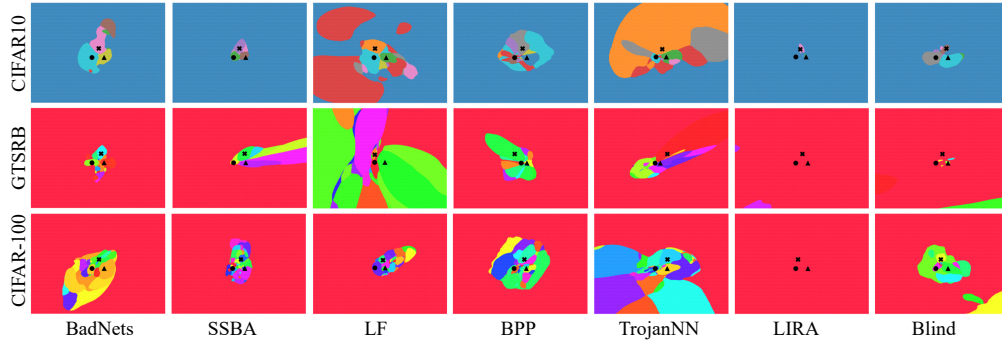 CIFAR10
GTSRB
CIFAR-100
BadNets SSBA LF BPP TrojanNN LIRA Blind